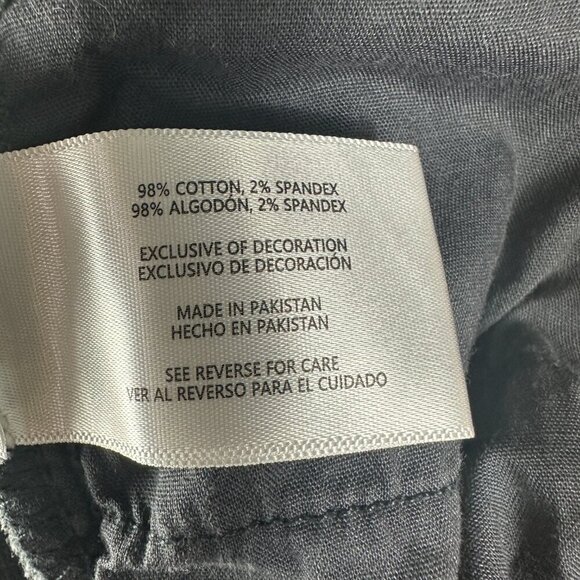 98% COTTON, 2% SPANDEX
98% ALGODÓN, 2% SPANDEX
EXCLUSIVE OF DECORATION
EXCLUSIVO DE DECORACIÓN
MADE IN PAKISTAN
HECHO EN PAKISTAN
SEE REVERSE FOR CARE
VER AL REVERSO PARA EL CUIDADO